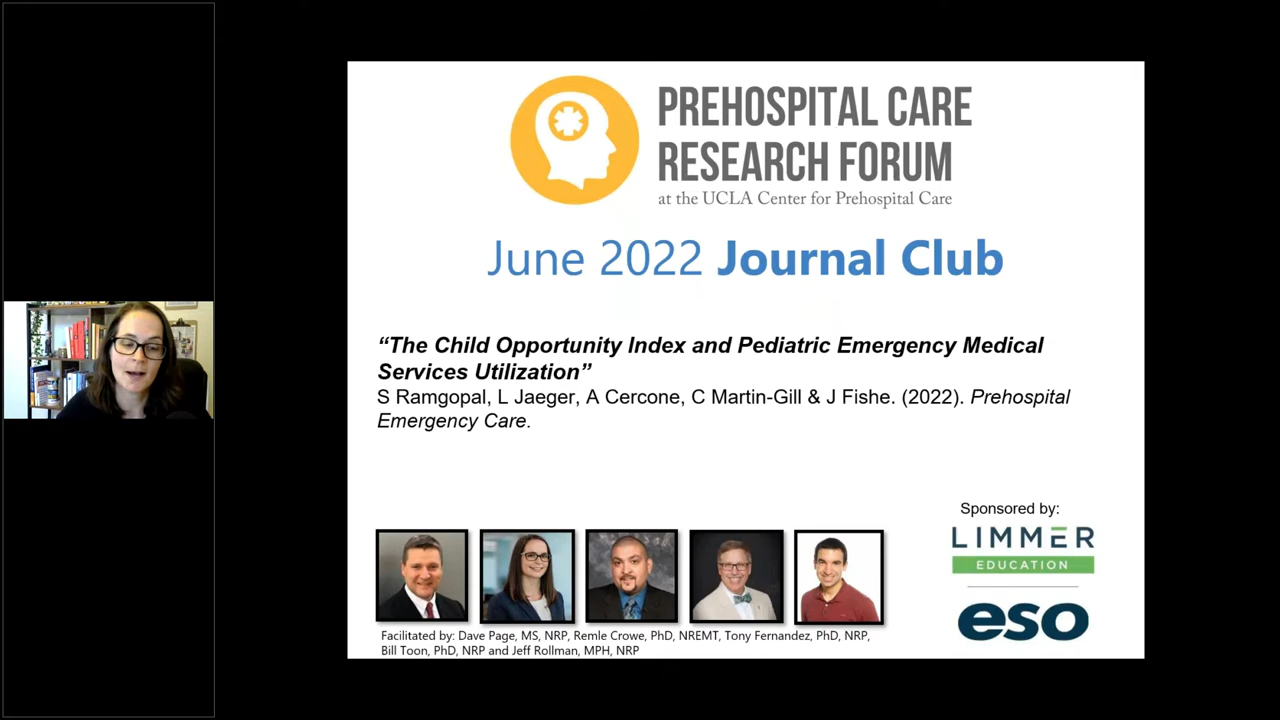 PREHOSPITAL CARE
RESEARCH FORUM
at the UCLA Center for Prehospital Care
June 2022 Journal Club
“The Child Opportunity Index and Pediatric Emergency Medical
Services Utilization”
S Ramgopal, L Jaeger, A Cercone, C Martin-Gill & J Fishe. (2022). Prehospital
Emergency Care.
Sponsored by:
LIMMER
EDUCATION
eso
Facilitated by: Dave Page, MS, NRP, Remle Crowe, PhD, NREMT, Tony Fernandez, PhD, NRP,
Bill Toon, PhD, NRP and Jeff Rollman, MPH, NRP